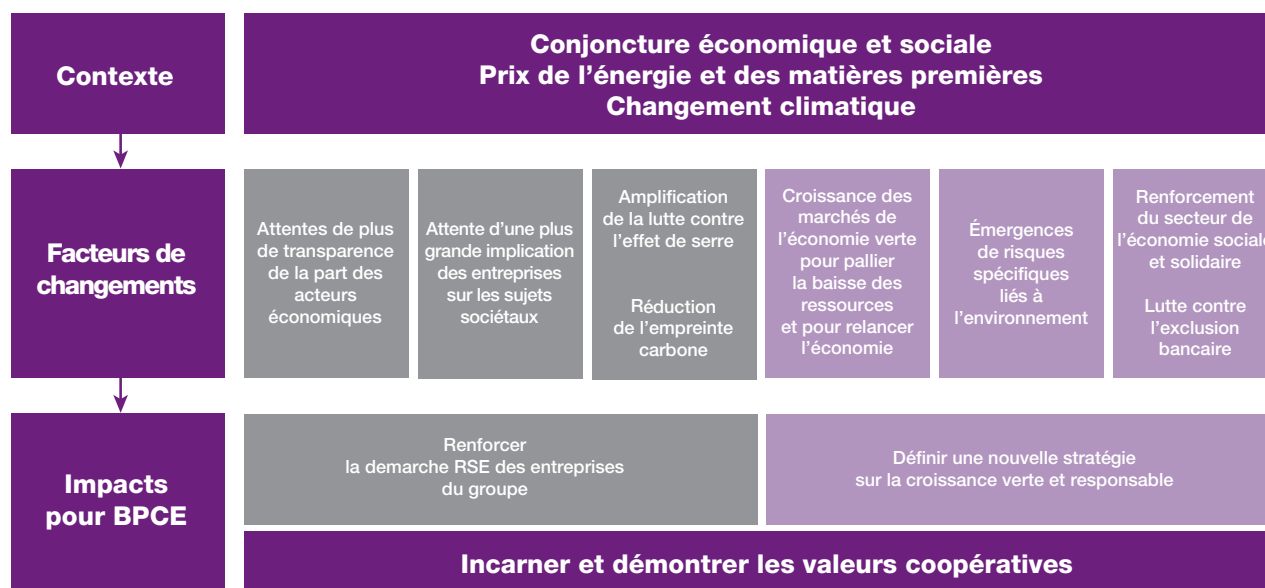 Contexte
Conjoncture économique et sociale
Prix de l'énergie et des matières premières
Changement climatique
Facteurs de
changements
Attentes de plus
de transparence
de la part des
acteurs
économiques
Attente d'une plus
grande implication
des entreprises
sur les sujets
sociétaux
Amplification
de la lutte contre
l'effet de serre
Réduction
de l'empreinte
carbone
Croissance des
marchés de
l'économie verte
pour pallier
la baisse des
ressources
et pour relancer
l'économie
Émergences
de risques
spécifiques
liés à
l'environnement
Renforcement
du secteur de
l'économie sociale
et solidaire
Lutte contre
l'exclusion
bancaire
Impacts
pour BPCE
Renforcer
la demarche RSE des entreprises
du groupe
Définir une nouvelle stratégie
sur la croissance verte et responsable
Incarner et démontrer les valeurs coopératives